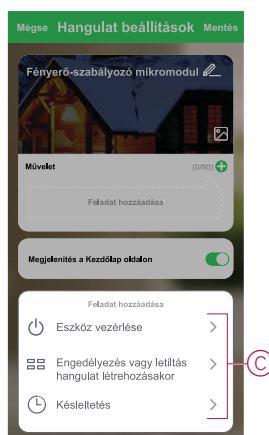 Mégse Hangulat beállítások Mentés
Fényerő-szabályozó míkromodul
Művelet (0/80)
Feladat hozzáadása
Megjelenítés a Kezdőlap oldalon
Feladat hozzáadása
Eszköz vezérlése
Engedélyezés vagy letiltás
hangulat létrehozásakor
C
Késleltetés